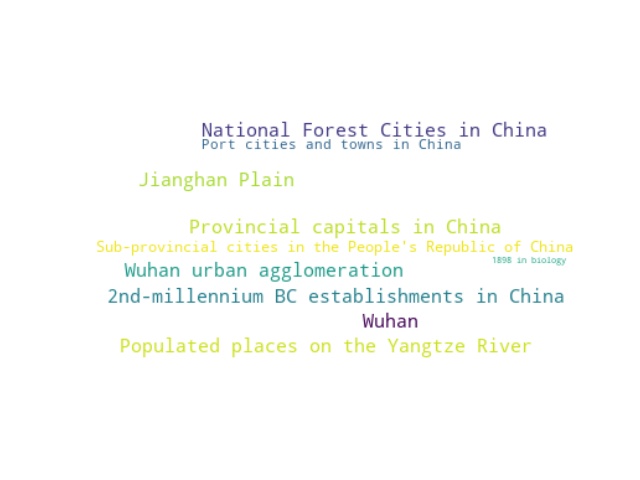 National Forest Cities in China
Port cities and towns in China
Jianghan Plain
Provincial capitals in China
Sub-provincial cities in the People's Republic of China
1898 in biology
Wuhan urban agglomeration
2nd-millennium BC establishments in China
Wuhan
Populated places on the Yangtze River